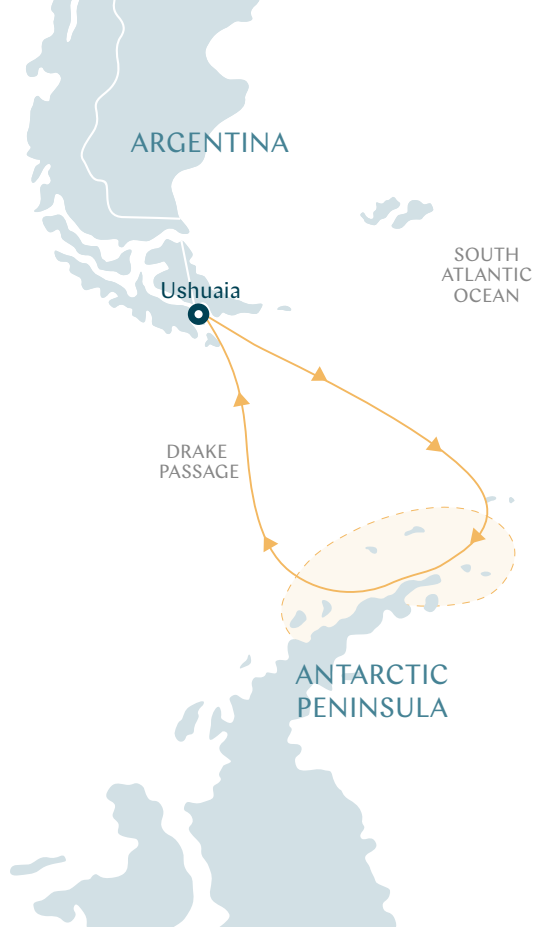 ARGENTINA
SOUTH
ATLANTIC
OCEAN
Ushuaia
DRAKE
PASSAGE
ANTARCTIC
PENINSULA